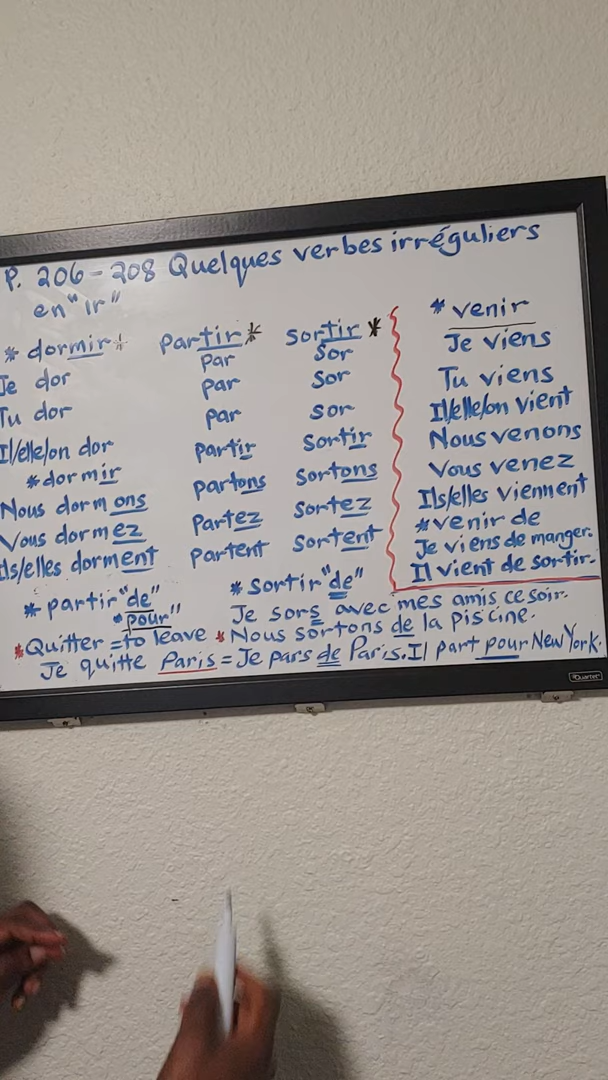 P. 206-208 Quelques verbes irréguliers
en "ir"
* dormir* partir* sortir*
par sor
Je dor par sor
Tu dor par sor
Il/elle/on dor partir sortir
* dormir
Nous dormons partons sortons
Vous dormez partez sortez
Ils/elles dorment partent sortent
* partir "de"
* "pour"
* sortir "de"
Je sors avec mes amis ce soir.
* Quitter = to leave * Nous sortons de la piscine.
Je quitte Paris = Je pars de Paris. Il part pour New York.
* venir
Je viens
Tu viens
Il/elle/on vient
Nous venons
Vous venez
Ils/elles viennent
* venir de
Je viens de manger.
Il vient de sortir.
Quartet